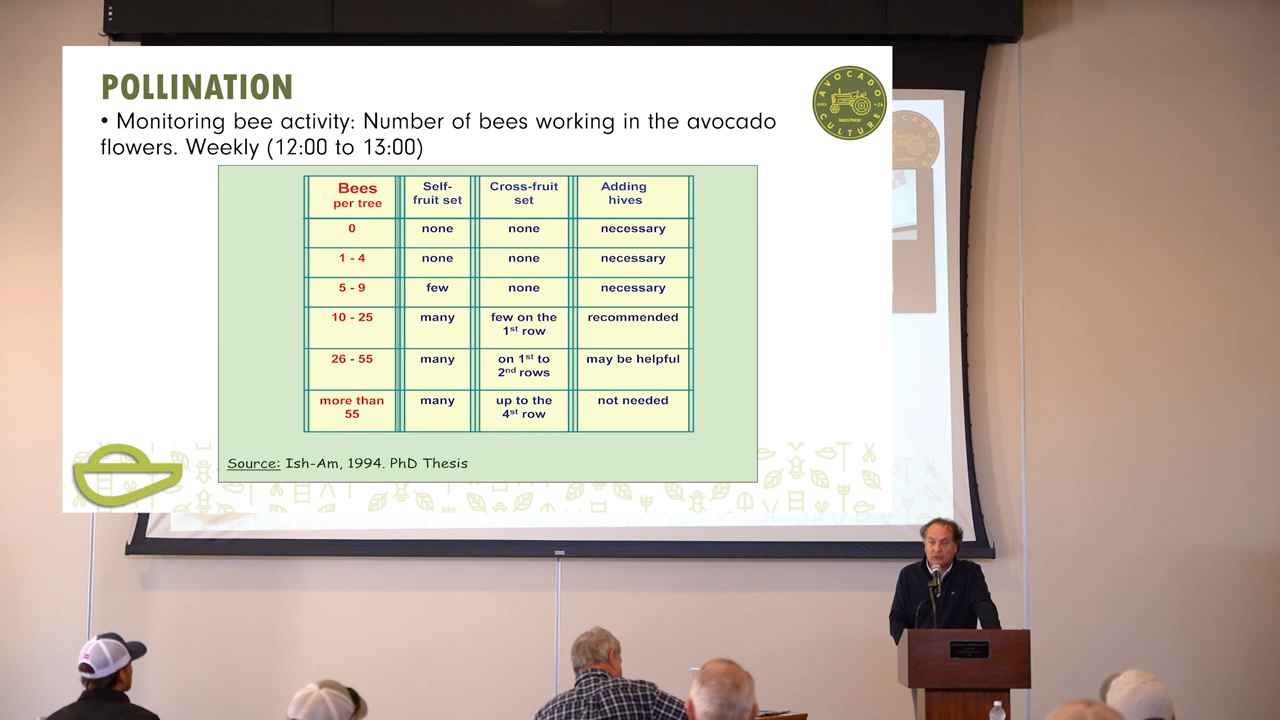 POLLINATION
• Monitoring bee activity: Number of bees working in the avocado
flowers. Weekly (12:00 to 13:00)
AVOCADO
CULTURE
Bees per tree Self-fruit set Cross-fruit set Adding hives
0 none none necessary
1 - 4 none none necessary
5 - 9 few none necessary
10 - 25 many few on the 1st row recommended
26 - 55 many on 1st to 2nd rows may be helpful
more than 55 many up to the 4st row not needed
Source: Ish-Am, 1994. PhD Thesis